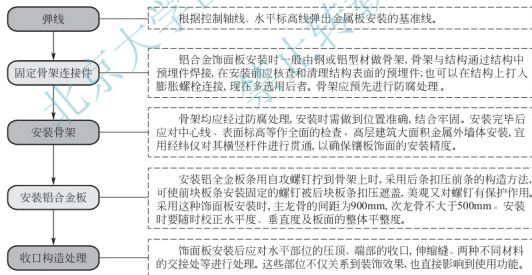 弹线
根据控制轴线、水平标高线弹出金属板安装的基准线。
固定骨架连接件
铝合金饰面板安装时一般由钢或铝型材做骨架,骨架与结构通过结构中
预埋件焊接,在安装前应核查和清理结构表面的预埋件;也可以在结构上打入
膨胀螺栓连接,现在多选用后者。骨架应预先进行防腐处理。
安装骨架
骨架均应经过防腐处理,安装时需做到位置准确,结合牢固。安装完毕后
应对中心线、表面标高等作全面的检查。高层建筑大面积金属外墙体安装,宜
用经纬仪对其横竖杆件进行贯通,以确保镶板饰面的安装精度。
安装铝合金板
安装铝全金板条用自攻螺钉拧到骨架上时,采用后条扣压前条的构造方法,
可使前块板条安装固定的螺钉被后块板条扣压遮盖,美观又对螺钉有保护作用。
采用这种饰面板安装时,主龙骨的间距为900mm,次龙骨不大于500mm。安装
时要随时校正水平度、垂直度及板面的整体平整度。
收口构造处理
饰面板安装后应对水平部位的压顶、端部的收口,伸缩缝、两种不同材料
的交接处等进行处理。这些部位不仅关系到装饰效果,也直接影响到使用功能。